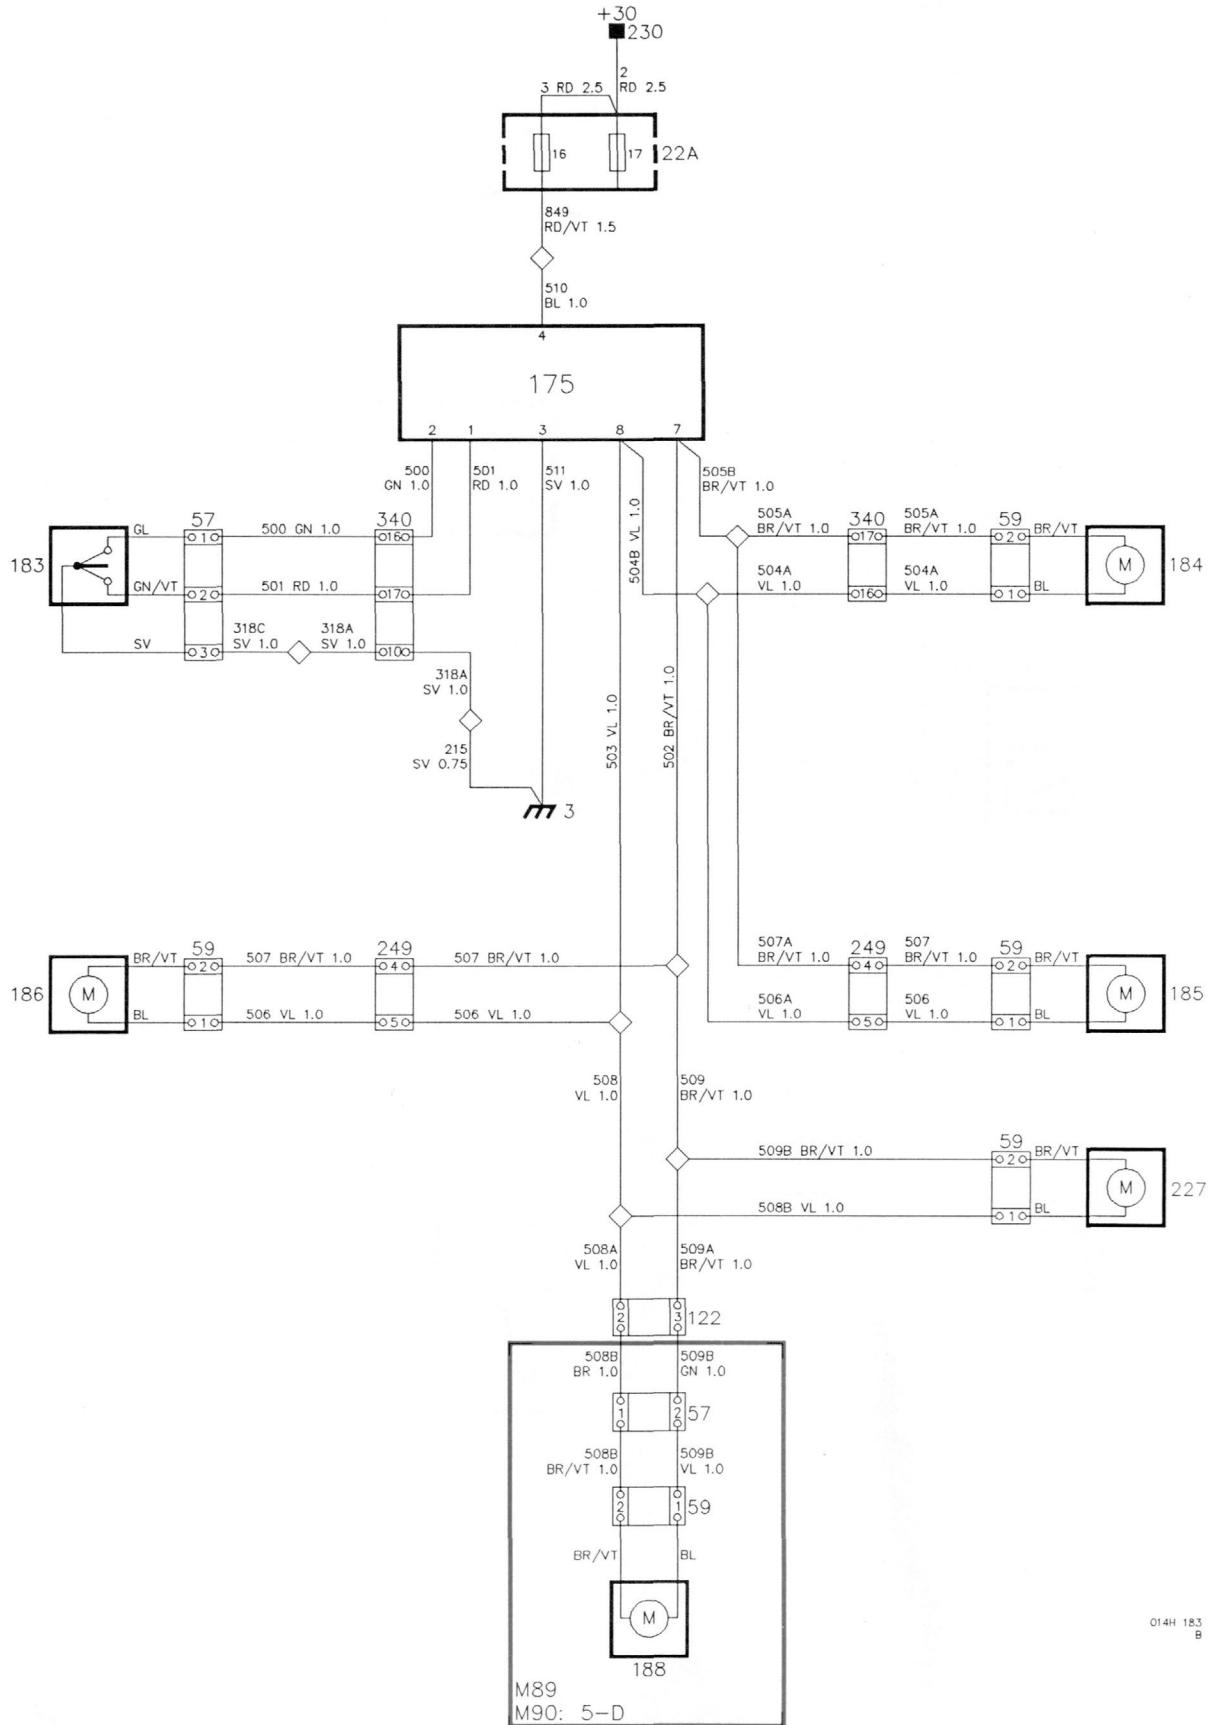 +30
230
2
3 RD 2.5 RD 2.5
16 17 22A
849
RD/VT 1.5
510
BL 1.0
4
175
2 1 3 8 7
500 501 511 505B
GN 1.0 RD 1.0 SV 1.0 BR/VT 1.0
504B VL 1.0
57 340 505A 340 505A 59
GL 1 500 GN 1.0 16 BR/VT 1.0 17 BR/VT 1.0 2 BR/VT
183 M 184
504A 504A
GN/VT 2 501 RD 1.0 17 VL 1.0 16 VL 1.0 1 BL
318C 318A
SV 3 SV 1.0 SV 1.0 10
318A
SV 1.0
503 VL 1.0 502 BR/VT 1.0
215
SV 0.75
3
59 249 507A 249 507 59
BR/VT 2 507 BR/VT 1.0 4 507 BR/VT 1.0 BR/VT 1.0 4 BR/VT 1.0 2 BR/VT
186 M M 185
506A 506
BL 1 506 VL 1.0 5 506 VL 1.0 VL 1.0 5 VL 1.0 1 BL
508 509
VL 1.0 BR/VT 1.0
59
509B BR/VT 1.0 2 BR/VT
M 227
508B VL 1.0 1 BL
508A 509A
VL 1.0 BR/VT 1.0
2 3 122
508B 509B
BR 1.0 GN 1.0
1 2 57
508B 509B
BR/VT 1.0 VL 1.0
2 1 59
BR/VT BL
M
188
014H 183
B
M89
M90: 5-D